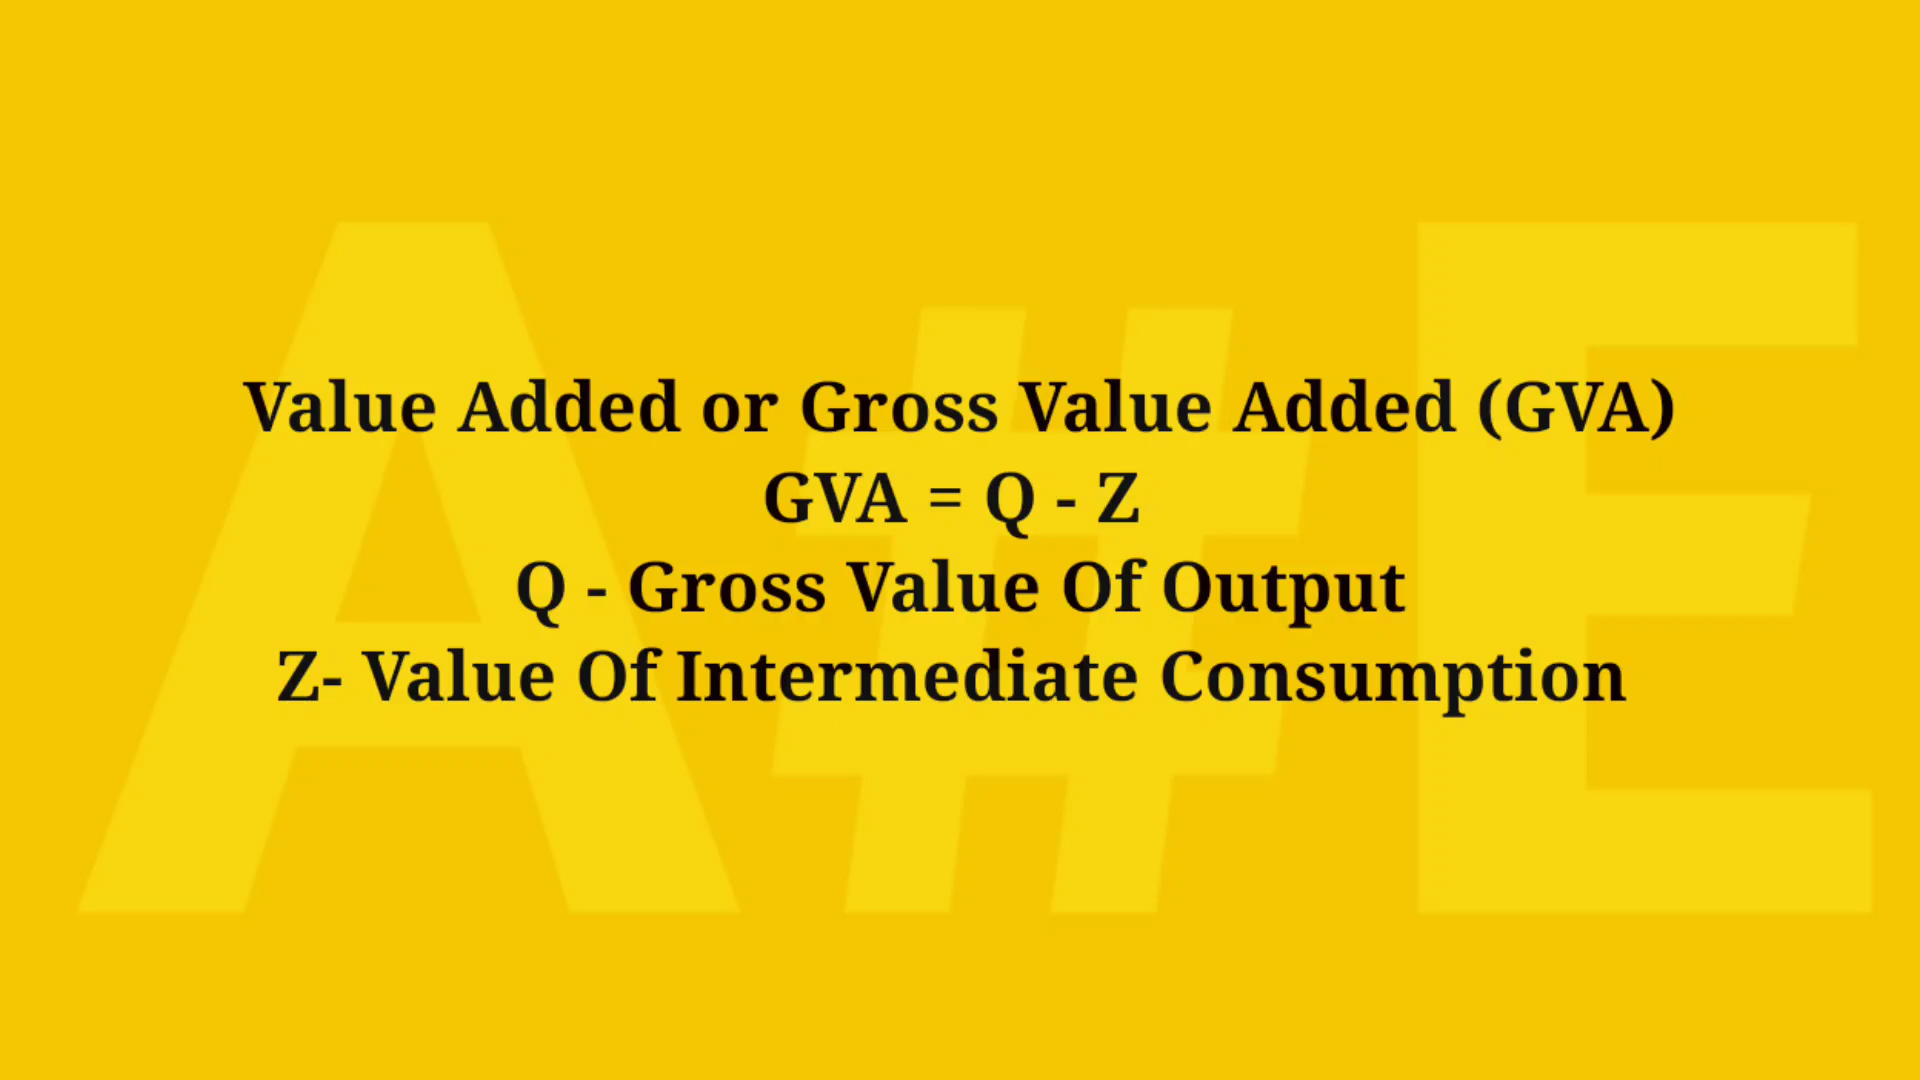 A#E
Value Added or Gross Value Added (GVA)
GVA = Q - Z
Q - Gross Value Of Output
Z- Value Of Intermediate Consumption